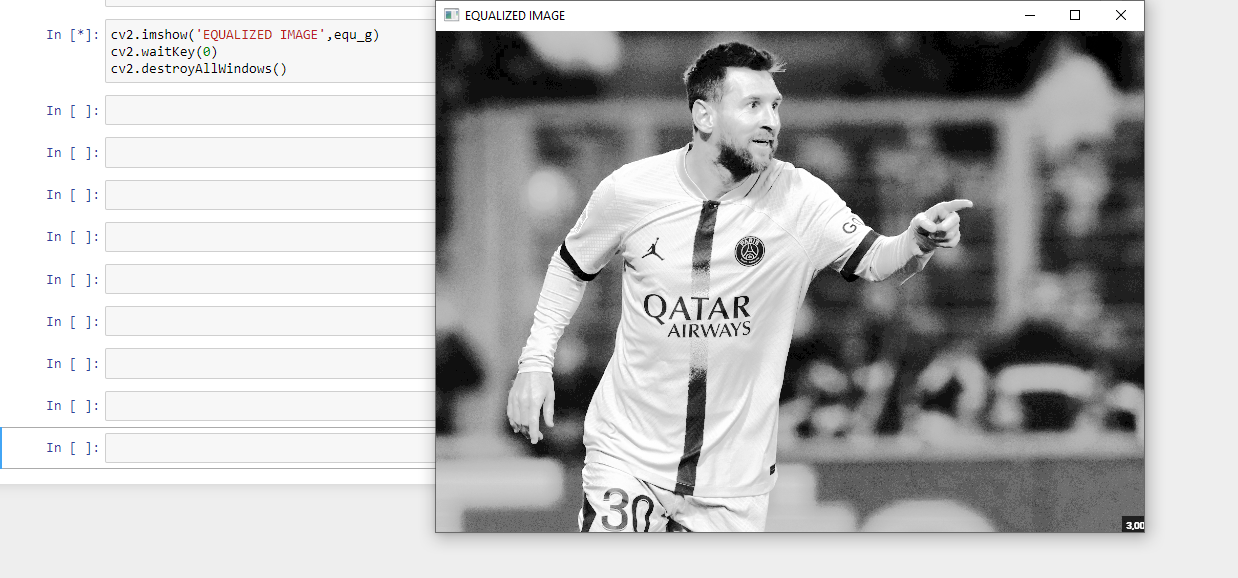 In [*]:
cv2.imshow('EQUALIZED IMAGE',equ_g)
cv2.waitKey(0)
cv2.destroyAllWindows()
In [ ]:
In [ ]:
In [ ]:
In [ ]:
In [ ]:
In [ ]:
In [ ]:
In [ ]:
In [ ]:
EQUALIZED IMAGE
PARIS
QATAR
AIRWAYS
30
3,00